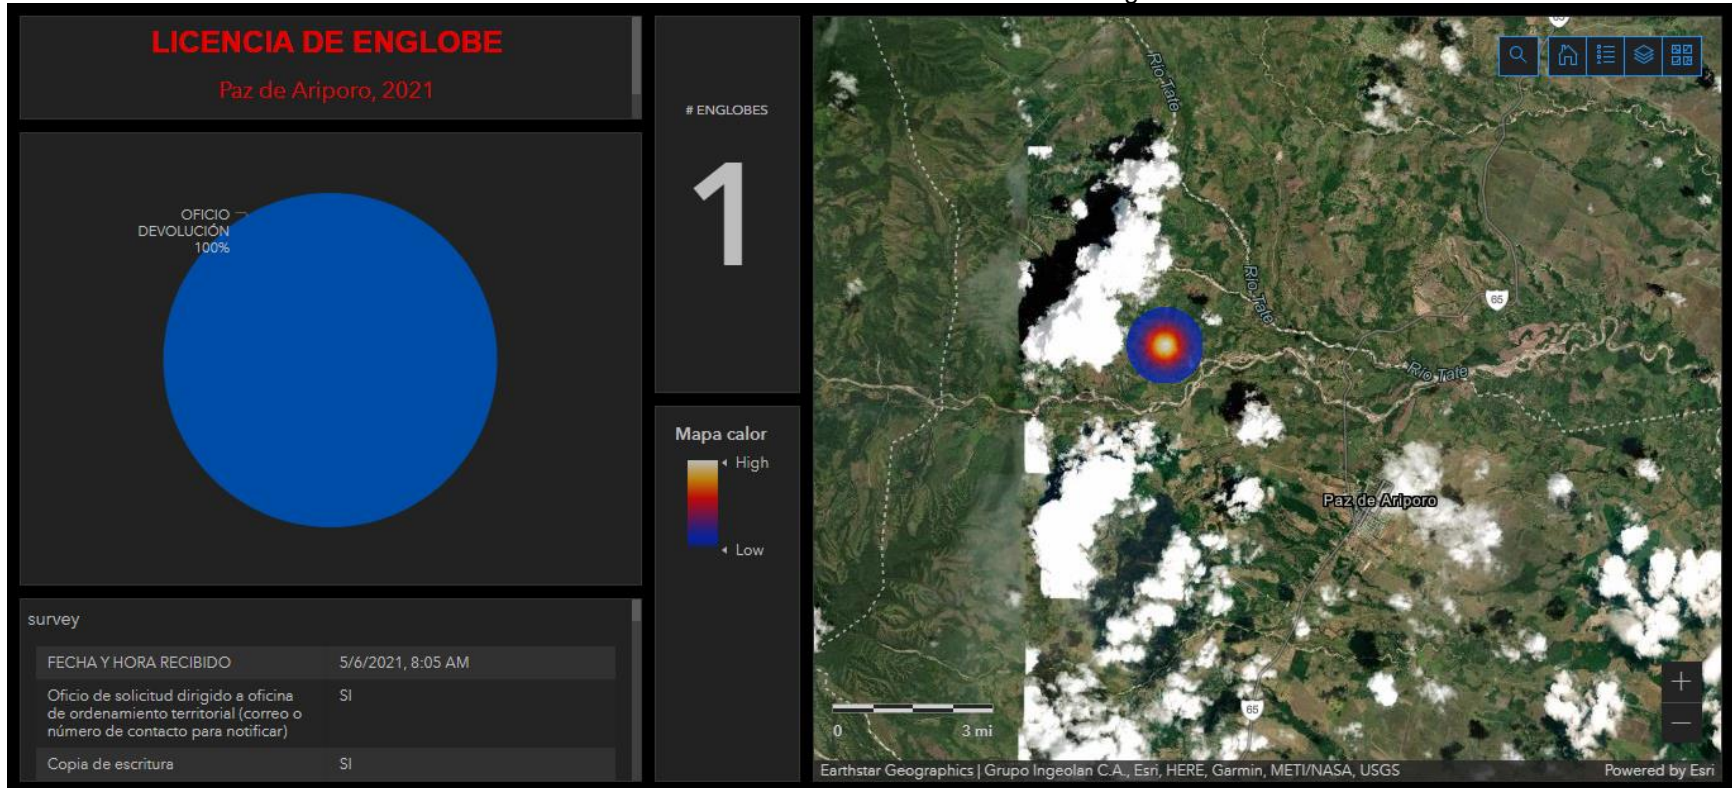 LICENCIA DE ENGLOBE
Paz de Ariporo, 2021
OFICIO
DEVOLUCIÓN
100%
survey
FECHA Y HORA RECIBIDO 5/6/2021, 8:05 AM
Oficio de solicitud dirigido a oficina SI
de ordenamiento territorial (correo o
número de contacto para notificar)
Copia de escritura SI
# ENGLOBES
1
Mapa calor
High
Low
Río Tate
Río Tate
65
Río Tate
Paz de Ariporo
65
0 3 mi
Earthstar Geographics | Grupo Ingeolan C.A., Esri, HERE, Garmin, METI/NASA, USGS Powered by Esri